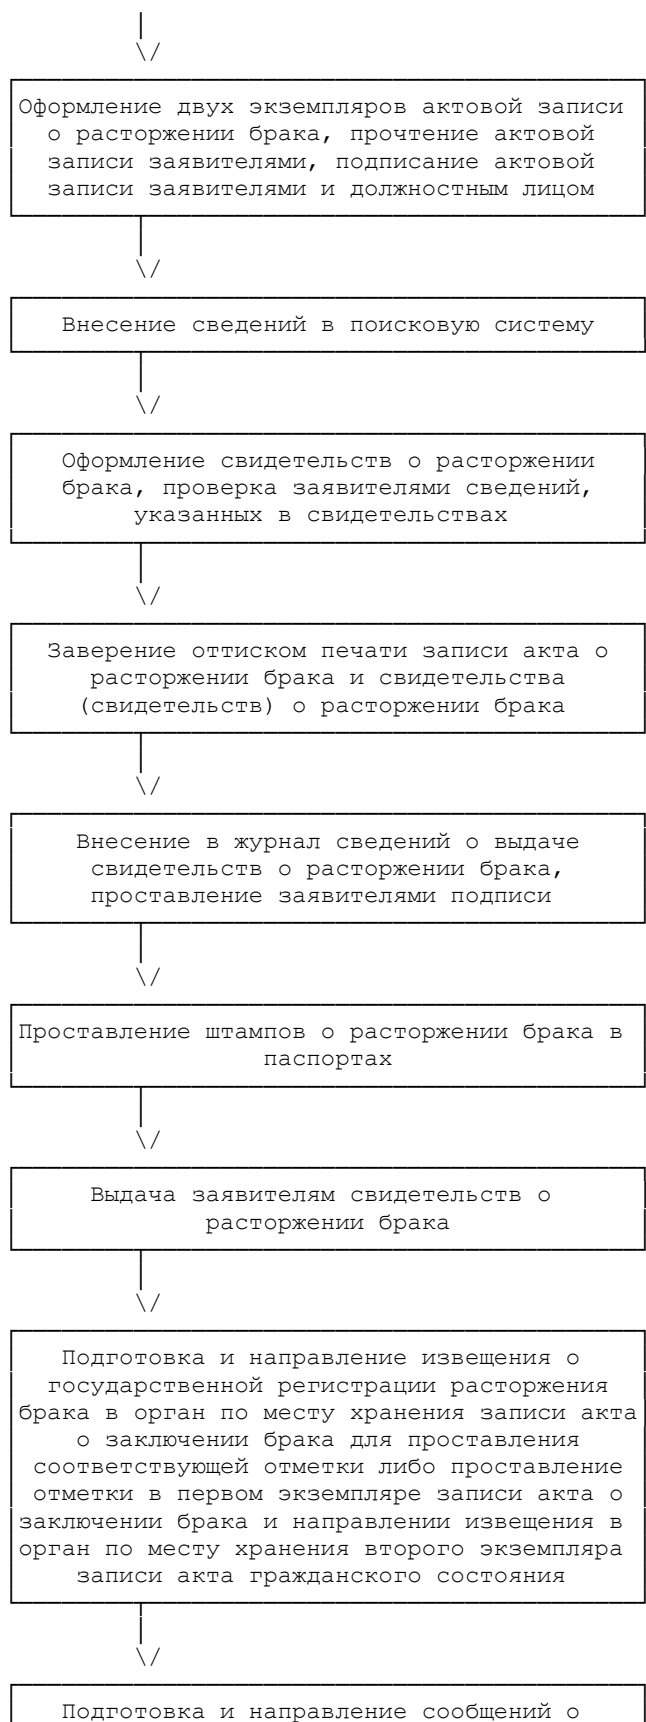 Оформление двух экземпляров актовой записи
о расторжении брака, прочтение актовой
записи заявителями, подписание актовой
записи заявителями и должностным лицом
Внесение сведений в поисковую систему
Оформление свидетельств о расторжении
брака, проверка заявителями сведений,
указанных в свидетельствах
Заверение оттиском печати записи акта о
расторжении брака и свидетельства
(свидетельств) о расторжении брака
Внесение в журнал сведений о выдаче
свидетельств о расторжении брака,
проставление заявителями подписи
Проставление штампов о расторжении брака в
паспортах
Выдача заявителям свидетельств о
расторжении брака
Подготовка и направление извещения о
государственной регистрации расторжения
брака в орган по месту хранения записи акта
о заключении брака для проставления
соответствующей отметки либо проставление
отметки в первом экземпляре записи акта о
заключении брака и направлении извещения в
орган по месту хранения второго экземпляра
записи акта гражданского состояния
Подготовка и направление сообщений о